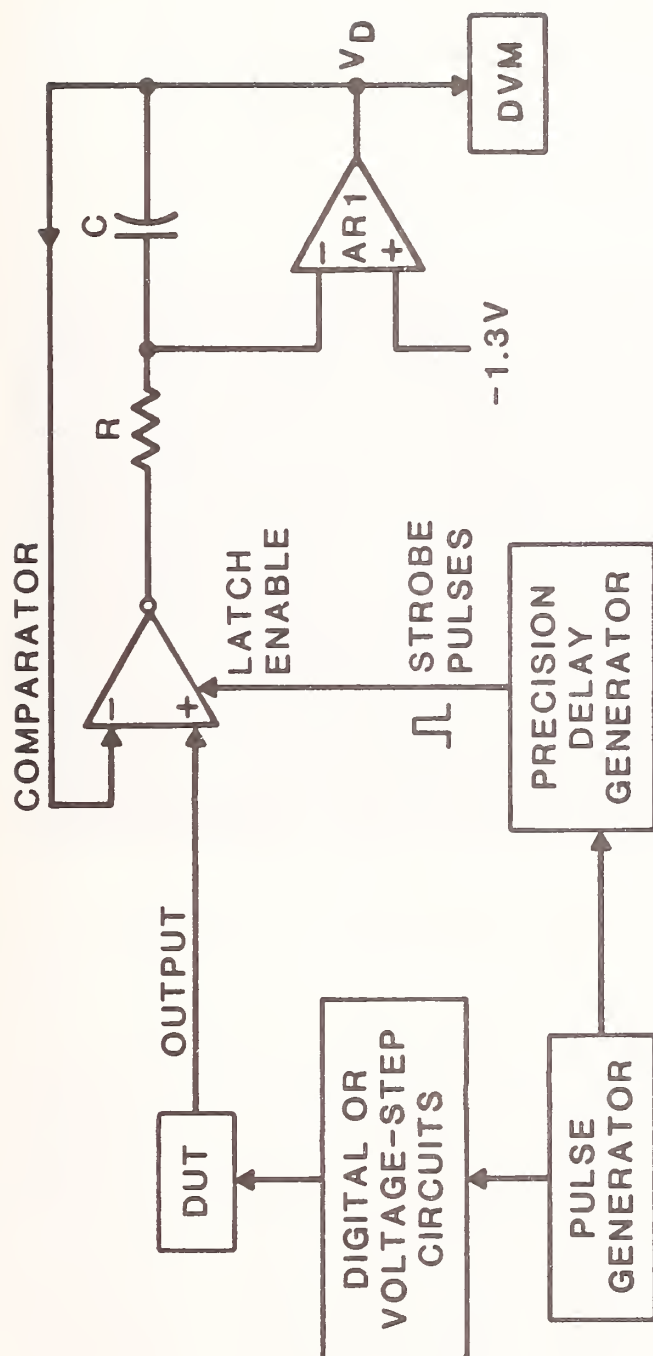 COMPARATOR
C
R
-
+
-
AR1
+
V_D
-1.3V
DVM
OUTPUT
LATCH
ENABLE
STROBE
PULSES
DUT
DIGITAL OR
VOLTAGE-STEP
CIRCUITS
PULSE
GENERATOR
PRECISION
DELAY
GENERATOR